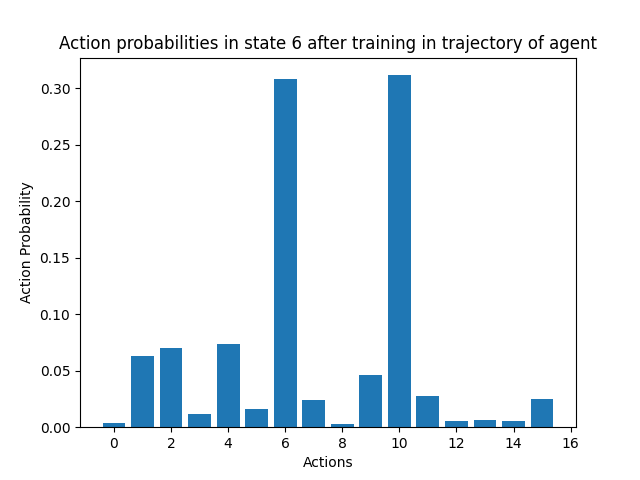 Action probabilities in state 6 after training in trajectory of agent
0.30
0.25
0.20
0.15
0.10
0.05
0.00
Action Probability
0 2 4 6 8 10 12 14 16
Actions